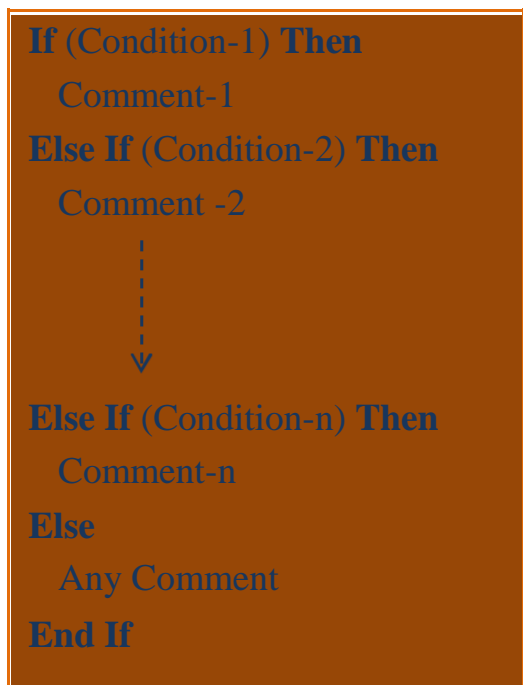 If (Condition-1) Then
Comment-1
Else If (Condition-2) Then
Comment -2
Else If (Condition-n) Then
Comment-n
Else
Any Comment
End If